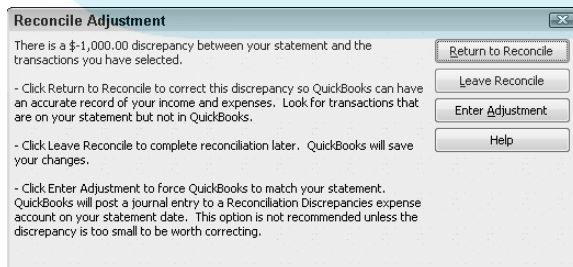 Reconcile Adjustment
There is a $-1,000.00 discrepancy between your statement and the
transactions you have selected.
- Click Return to Reconcile to correct this discrepancy so QuickBooks can have
an accurate record of your income and expenses. Look for transactions that
are on your statement but not in QuickBooks.
- Click Leave Reconcile to complete reconciliation later. QuickBooks will save
your changes.
- Click Enter Adjustment to force QuickBooks to match your statement.
QuickBooks will post a journal entry to a Reconciliation Discrepancies expense
account on your statement date. This option is not recommended unless the
discrepancy is too small to be worth correcting.
Return to Reconcile
Leave Reconcile
Enter Adjustment
Help